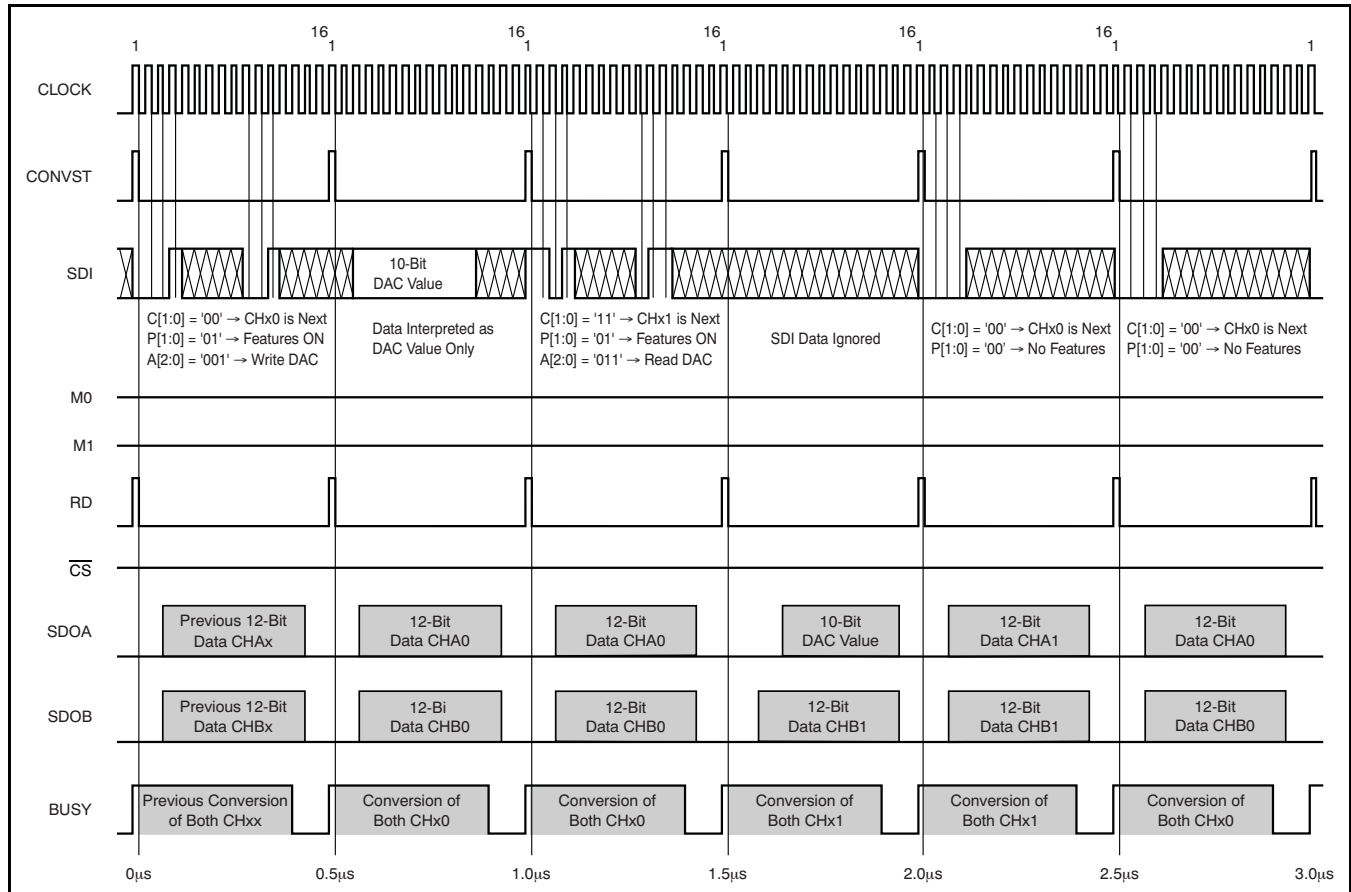 16 16 16 16 16
1 1 1 1 1 1 1
CLOCK
CONVST
SDI
10-Bit
DAC Value
C[1:0] = '00' → CHx0 is Next
P[1:0] = '01' → Features ON
A[2:0] = '001' → Write DAC
Data Interpreted as
DAC Value Only
C[1:0] = '11' → CHx1 is Next
P[1:0] = '01' → Features ON
A[2:0] = '011' → Read DAC
SDI Data Ignored
C[1:0] = '00' → CHx0 is Next
P[1:0] = '00' → No Features
C[1:0] = '00' → CHx0 is Next
P[1:0] = '00' → No Features
M0
M1
RD
CS
SDOA
Previous 12-Bit
Data CHAx
12-Bit
Data CHA0
12-Bit
Data CHA0
10-Bit
DAC Value
12-Bit
Data CHA1
12-Bit
Data CHA0
SDOB
Previous 12-Bit
Data CHBx
12-Bi
Data CHB0
12-Bit
Data CHB0
12-Bit
Data CHB1
12-Bit
Data CHB1
12-Bit
Data CHB0
BUSY
Previous Conversion
of Both CHxx
Conversion of
Both CHx0
Conversion of
Both CHx0
Conversion of
Both CHx1
Conversion of
Both CHx1
Conversion of
Both CHx0
0µs 0.5µs 1.0µs 1.5µs 2.0µs 2.5µs 3.0µs